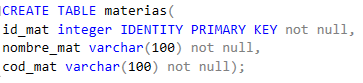 CREATE TABLE materias(
id_mat integer IDENTITY PRIMARY KEY not null,
nombre_mat varchar(100) not null,
cod_mat varchar(100) not null);